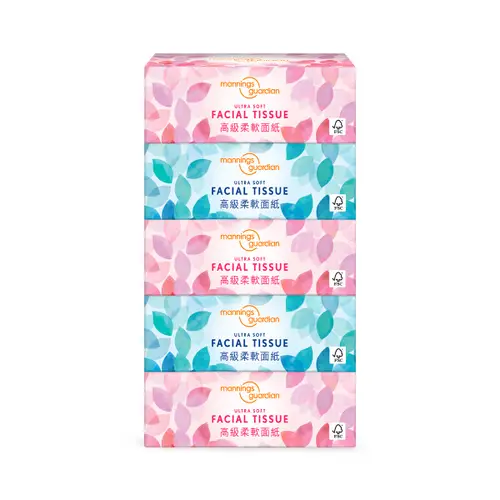 mannings
guardian
ULTRA SOFT
FACIAL TISSUE
高級柔軟面紙
FSC
mannings
guardian
ULTRA SOFT
FACIAL TISSUE
高級柔軟面紙
FSC
mannings
guardian
ULTRA SOFT
FACIAL TISSUE
高級柔軟面紙
FSC
mannings
guardian
ULTRA SOFT
FACIAL TISSUE
高級柔軟面紙
FSC
mannings
guardian
ULTRA SOFT
FACIAL TISSUE
高級柔軟面紙
FSC